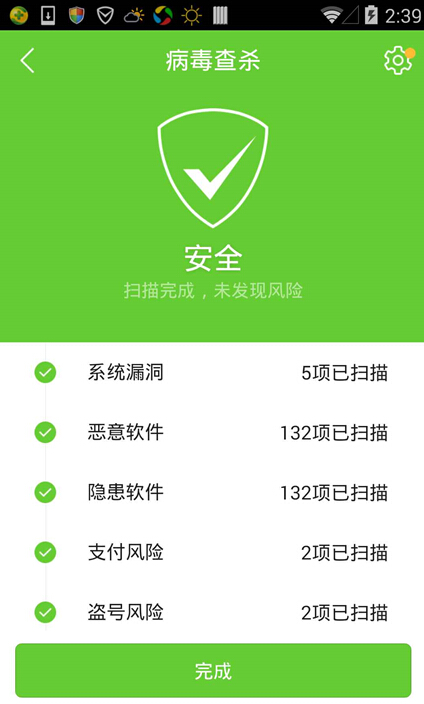 2:39
病毒查杀
安全
扫描完成，未发现风险
系统漏洞 5项已扫描
恶意软件 132项已扫描
隐患软件 132项已扫描
支付风险 2项已扫描
盗号风险 2项已扫描
完成